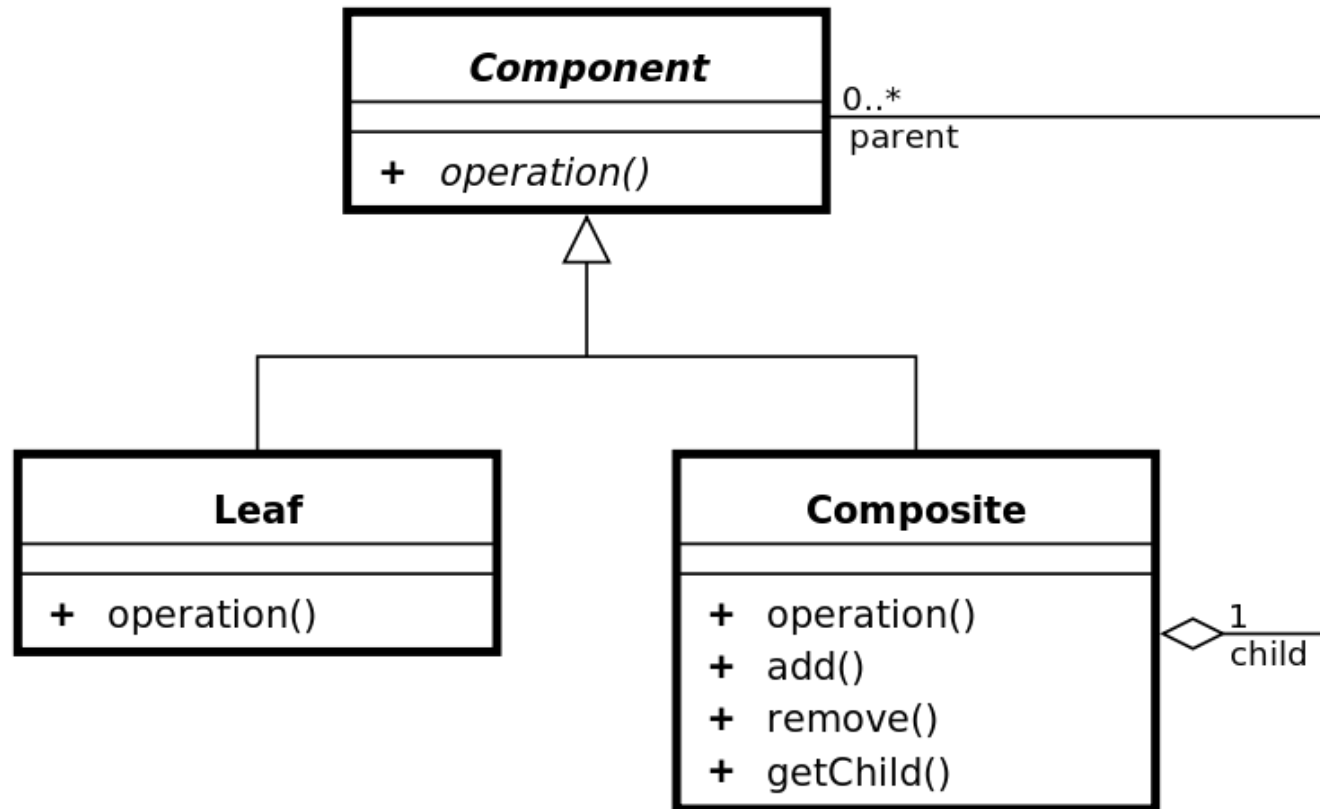 Component
0..*
parent
+ operation()
Leaf
+ operation()
Composite
+ operation()
+ add()
+ remove()
+ getChild()
1
child